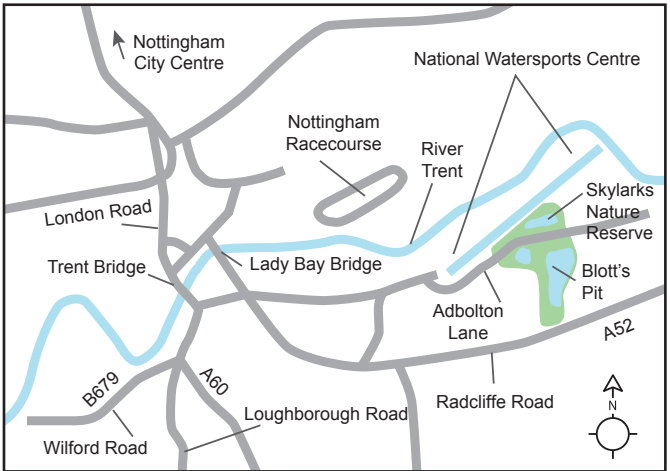 Nottingham
City Centre
National Watersports Centre
Nottingham
Racecourse
River
Trent
Skylarks
Nature
Reserve
London Road
Trent Bridge
Lady Bay Bridge
Blott's
Pit
Adbolton
Lane
A52
B679
A60
Radcliffe Road
N
Loughborough Road
Wilford Road